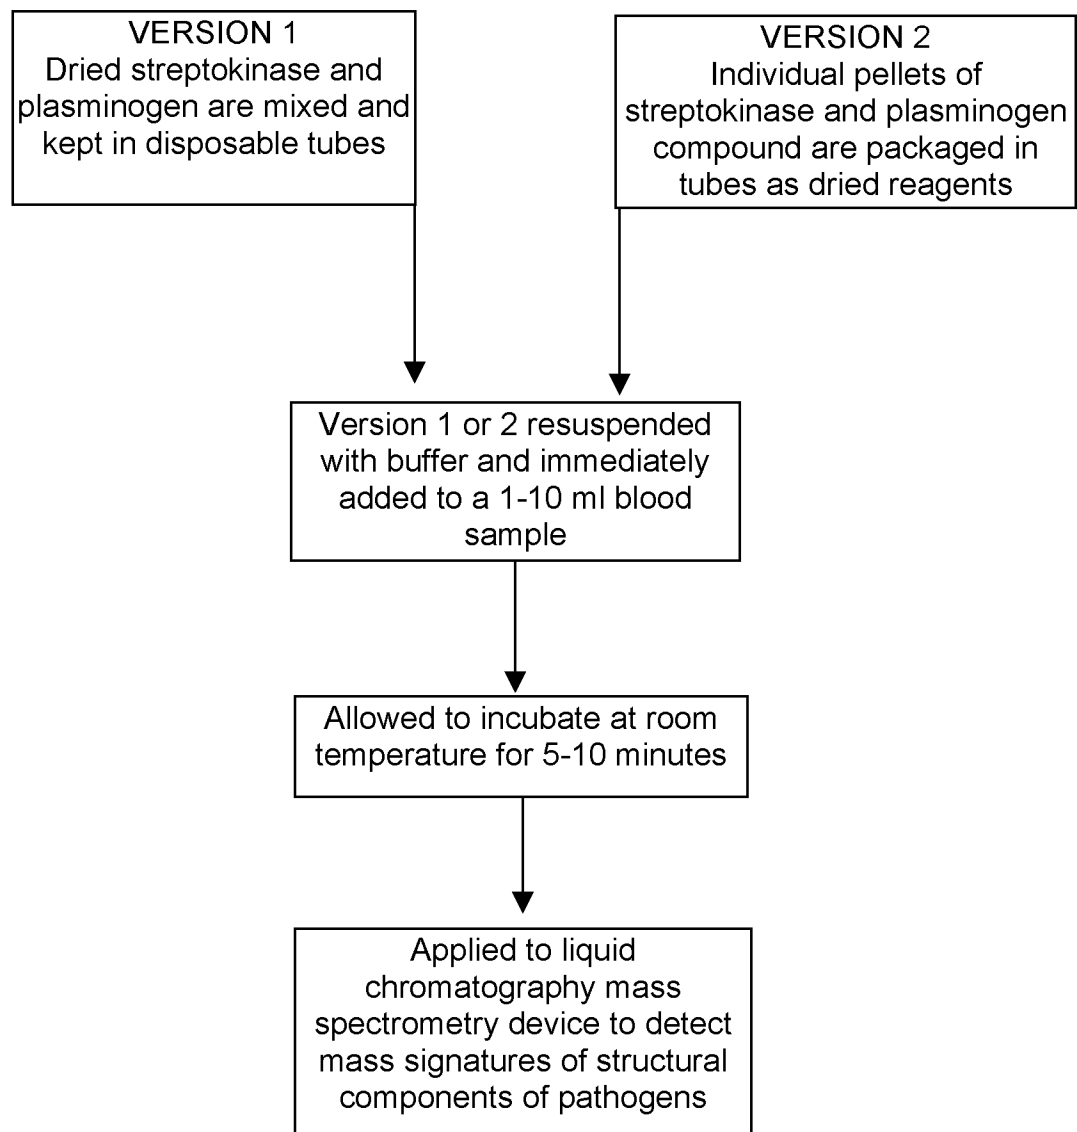 VERSION 1
Dried streptokinase and
plasminogen are mixed and
kept in disposable tubes
VERSION 2
Individual pellets of
streptokinase and plasminogen
compound are packaged in
tubes as dried reagents
Version 1 or 2 resuspended
with buffer and immediately
added to a 1-10 ml blood
sample
Allowed to incubate at room
temperature for 5-10 minutes
Applied to liquid
chromatography mass
spectrometry device to detect
mass signatures of structural
components of pathogens